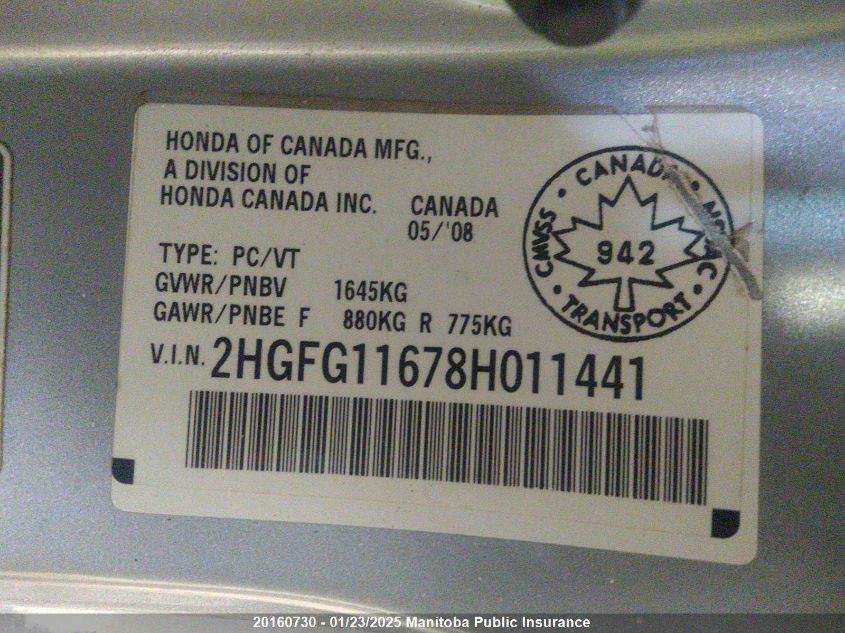 HONDA OF CANADA MFG.,
A DIVISION OF
HONDA CANADA INC. CANADA
05/'08
TYPE: PC/VT
GVWR/PNBV 1645KG
GAWR/PNBE F 880KG R 775KG
V.I.N. 2HGFG11678H011441
• CANADA •
CMVSS
942
• TRANSPORT •
20160730 - 01/23/2025 Manitoba Public Insurance